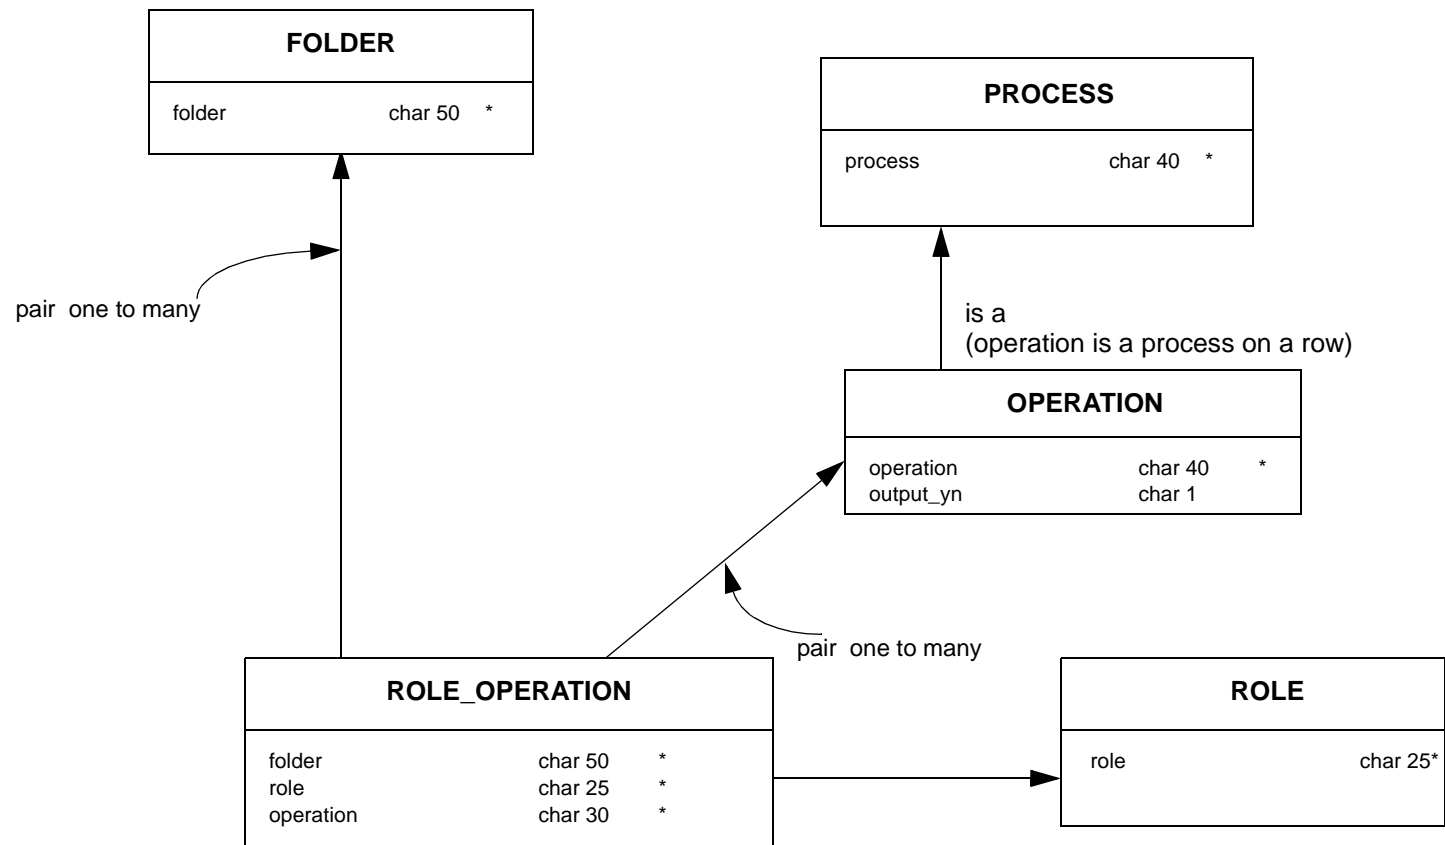 FOLDER
folder char 50 *
PROCESS
process char 40 *
pair one to many
is a
(operation is a process on a row)
OPERATION
operation char 40 *
output_yn char 1
pair one to many
ROLE_OPERATION
folder char 50 *
role char 25 *
operation char 30 *
ROLE
role char 25*